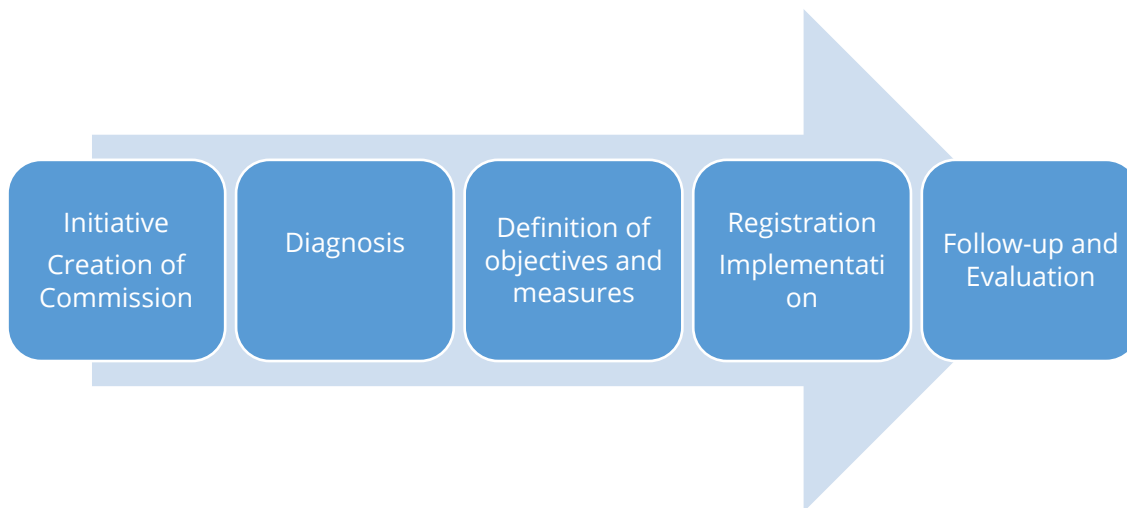 Initiative
Creation of
Commission
Diagnosis
Definition of
objectives and
measures
Registration
Implementati
on
Follow-up and
Evaluation